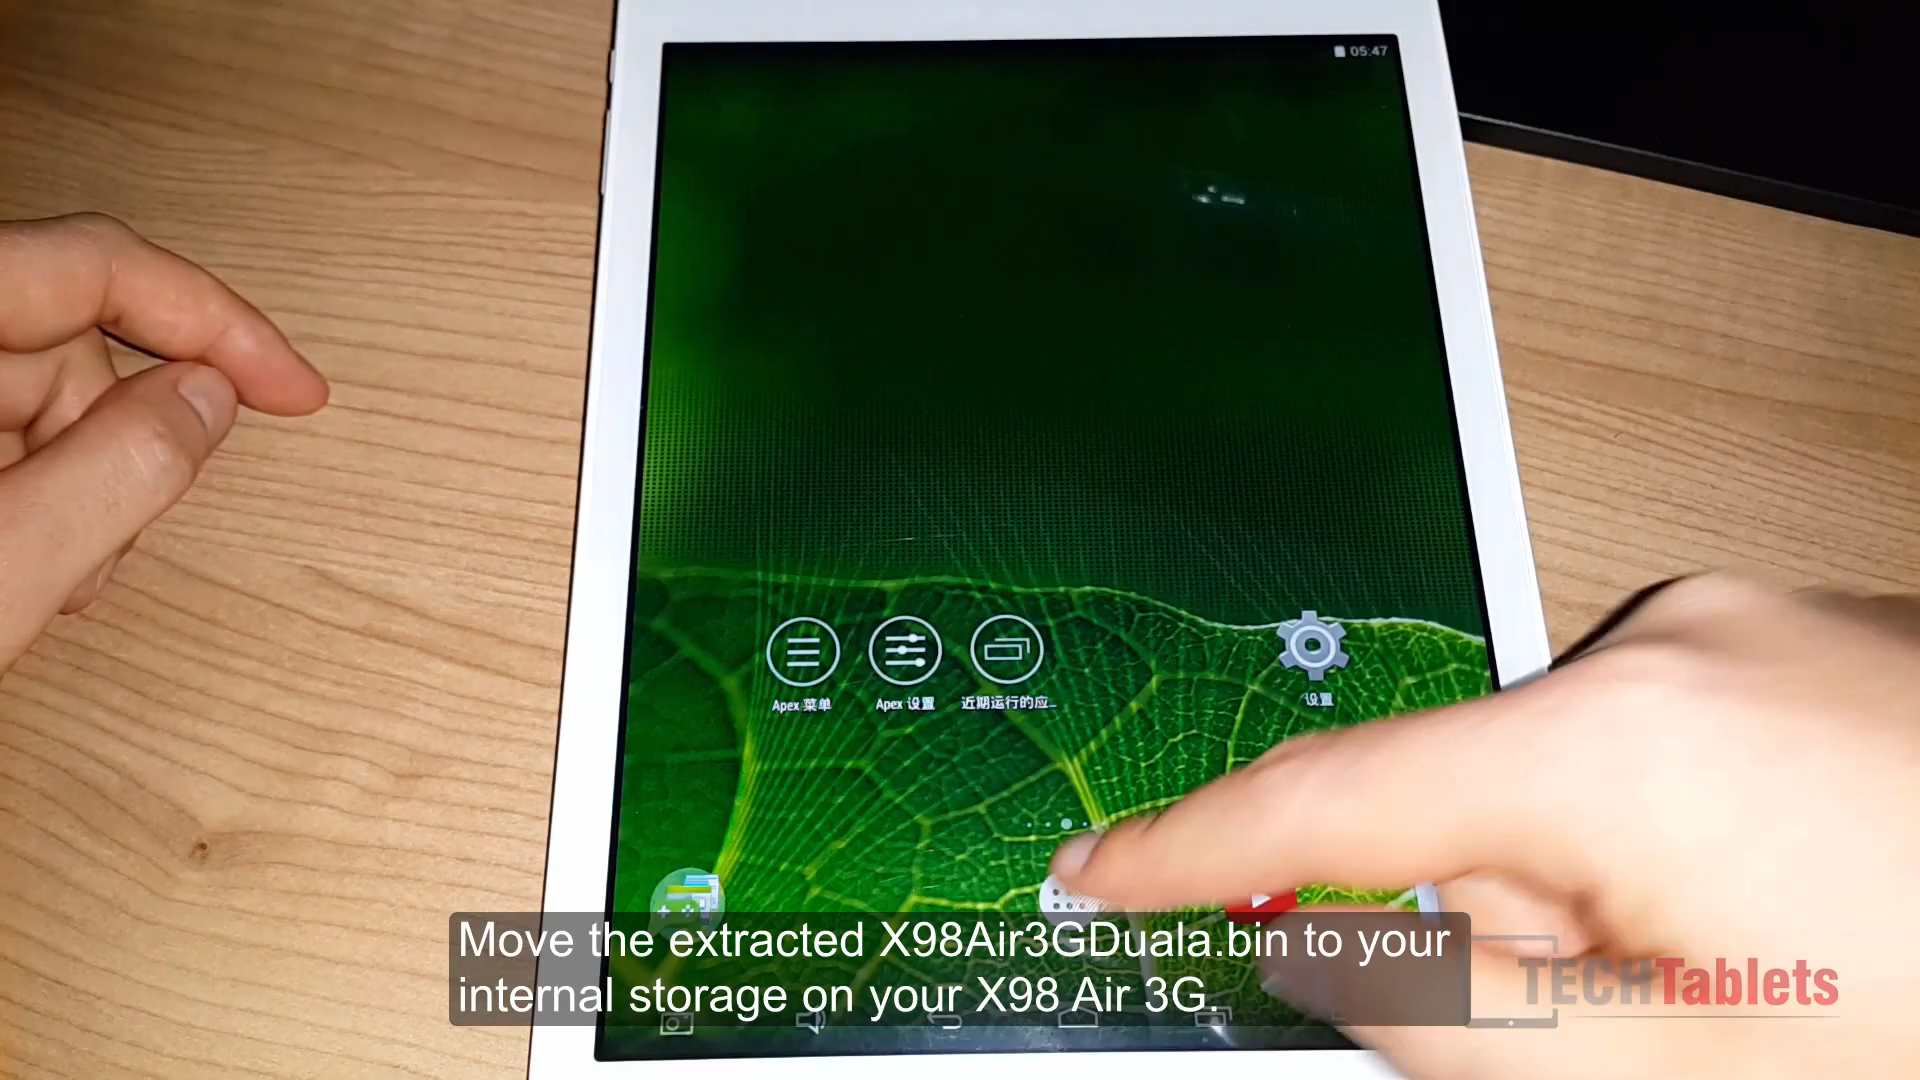 05:47
Apex 菜单
Apex 设置
近期运行的应...
设置
Move the extracted X98Air3GDuala.bin to your
internal storage on your X98 Air 3G.
TECHTablets